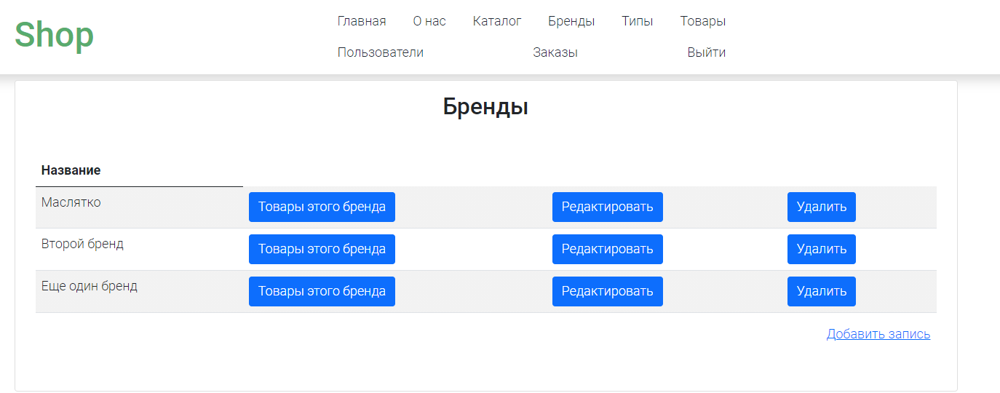 Shop
Главная О нас Каталог Бренды Типы Товары
Пользователи Заказы Выйти
Бренды
Название
Маслятко Товары этого бренда Редактировать Удалить
Второй бренд Товары этого бренда Редактировать Удалить
Еще один бренд Товары этого бренда Редактировать Удалить
Добавить запись